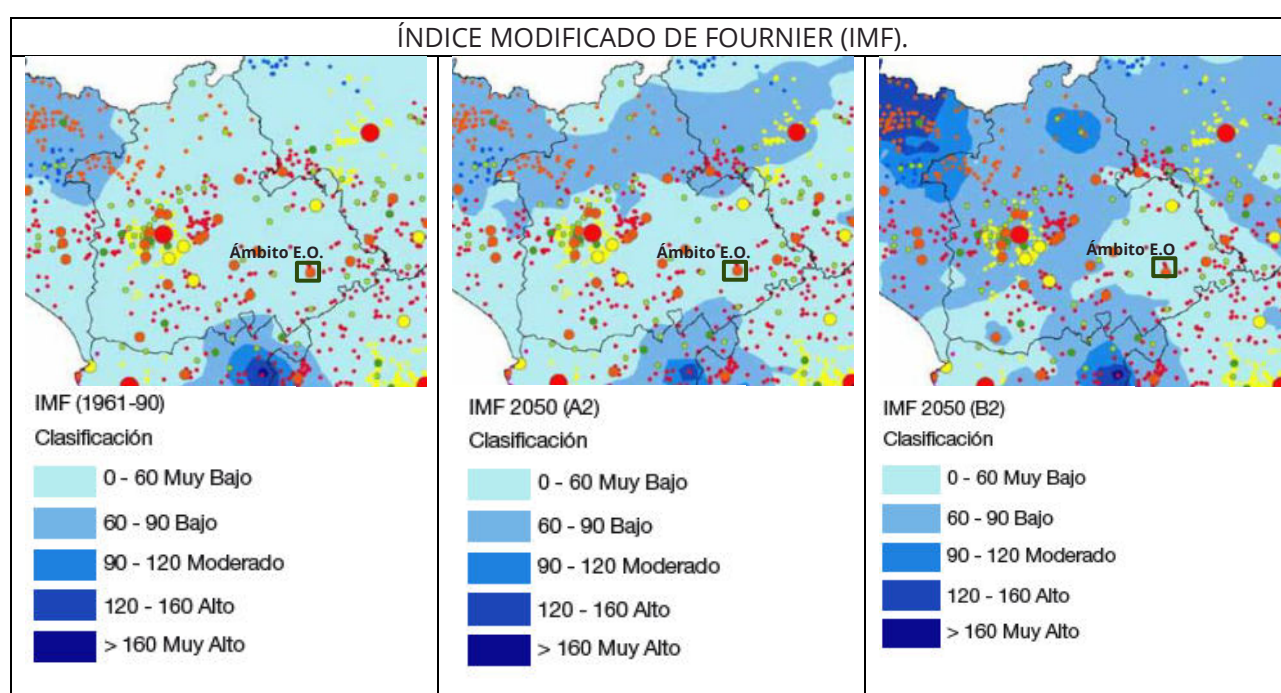 ÍNDICE MODIFICADO DE FOURNIER (IMF).
Ámbito E.O.
IMF (1961-90)
Clasificación
0 - 60 Muy Bajo
60 - 90 Bajo
90 - 120 Moderado
120 - 160 Alto
> 160 Muy Alto
Ámbito E.O.
IMF 2050 (A2)
Clasificación
0 - 60 Muy Bajo
60 - 90 Bajo
90 - 120 Moderado
120 - 160 Alto
> 160 Muy Alto
Ámbito E.O
IMF 2050 (B2)
Clasificación
0 - 60 Muy Bajo
60 - 90 Bajo
90 - 120 Moderado
120 - 160 Alto
> 160 Muy Alto